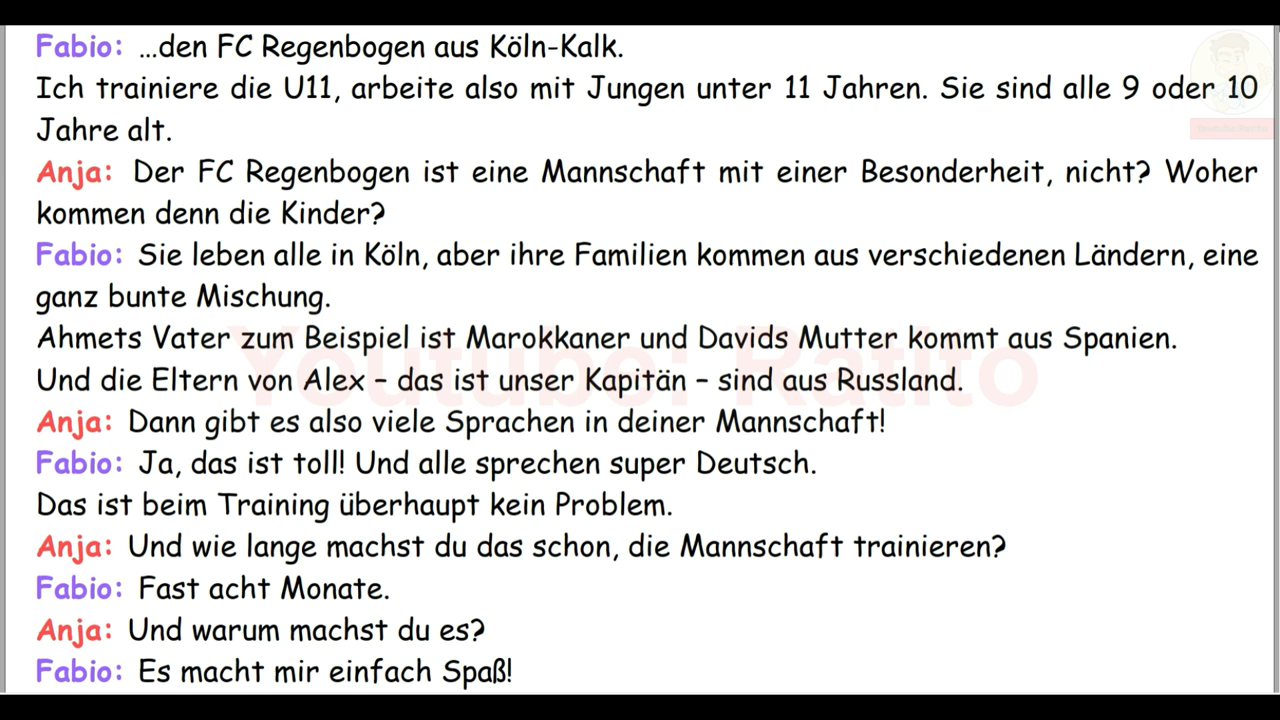 Fabio: …den FC Regenbogen aus Köln-Kalk.
Ich trainiere die U11, arbeite also mit Jungen unter 11 Jahren. Sie sind alle 9 oder 10
Jahre alt.
Anja: Der FC Regenbogen ist eine Mannschaft mit einer Besonderheit, nicht? Woher
kommen denn die Kinder?
Fabio: Sie leben alle in Köln, aber ihre Familien kommen aus verschiedenen Ländern, eine
ganz bunte Mischung.
Ahmets Vater zum Beispiel ist Marokkaner und Davids Mutter kommt aus Spanien.
Und die Eltern von Alex – das ist unser Kapitän – sind aus Russland.
Anja: Dann gibt es also viele Sprachen in deiner Mannschaft!
Fabio: Ja, das ist toll! Und alle sprechen super Deutsch.
Das ist beim Training überhaupt kein Problem.
Anja: Und wie lange machst du das schon, die Mannschaft trainieren?
Fabio: Fast acht Monate.
Anja: Und warum machst du es?
Fabio: Es macht mir einfach Spaß!
Youtube: Ratito
Youtube: Ratito